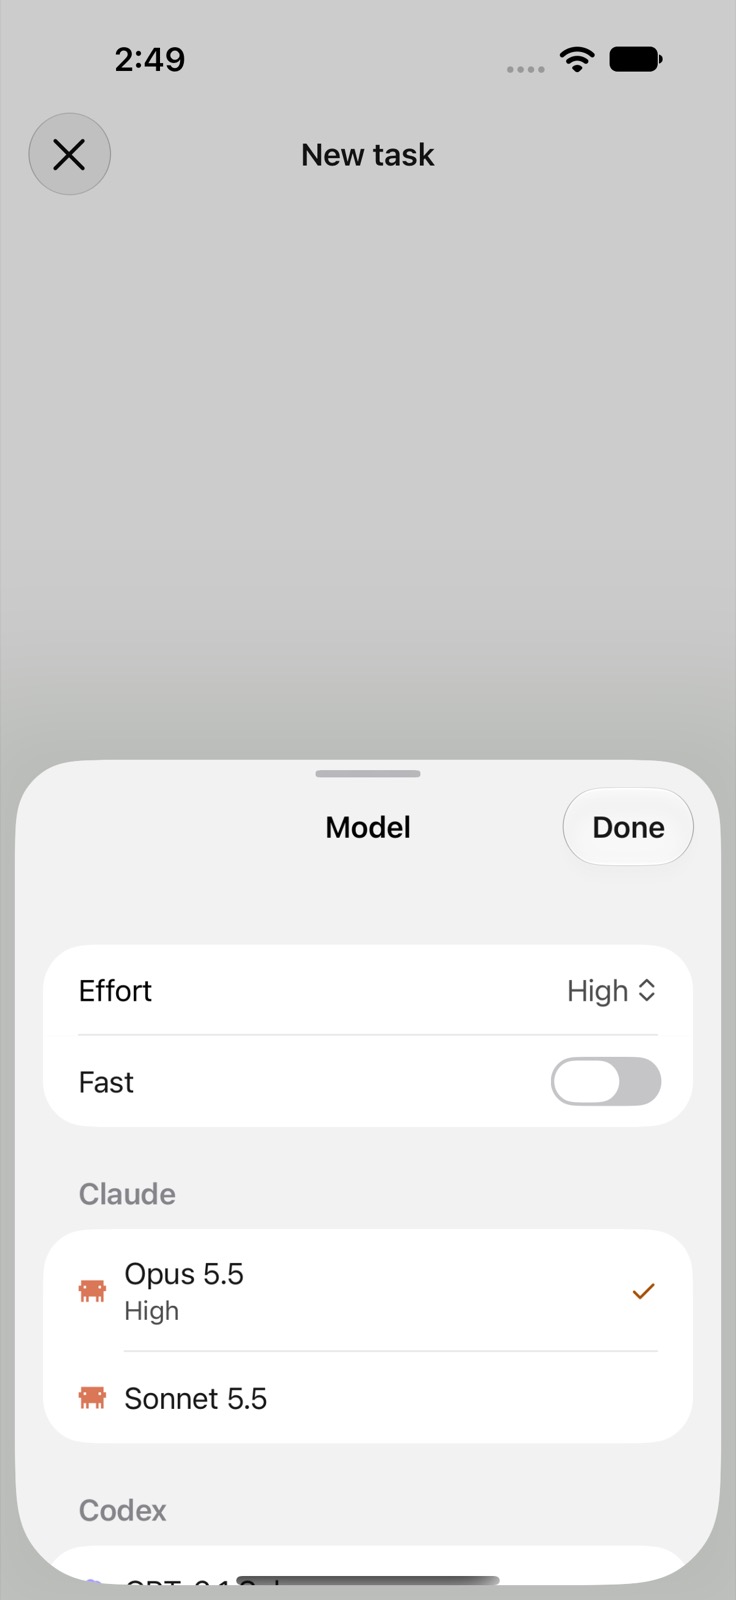 2:49
New task
Model
Done
Effort
High
Fast
Claude
Opus 5.5
High
Sonnet 5.5
Codex